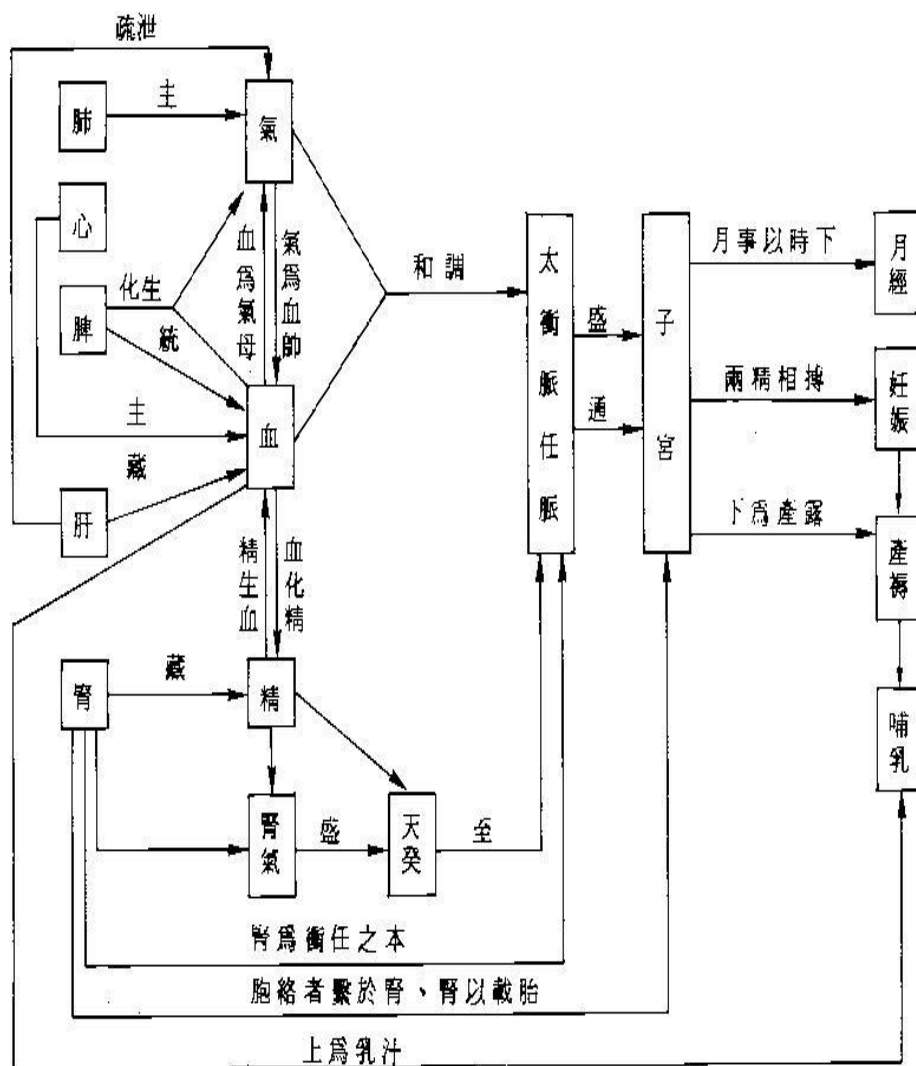 疏泄
肺
主
氣
心
脾
化生
統
血為氣母
氣為血帥
和調
主
藏
血
肝
太衝脈任脈
盛
通
子宮
月事以時下
月經
兩精相搏
妊娠
下爲產露
產褥
精生血
血化精
腎
藏
精
哺乳
腎氣
盛
天癸
至
腎爲衝任之本
胞絡者繫於腎、腎以載胎
上爲乳汁